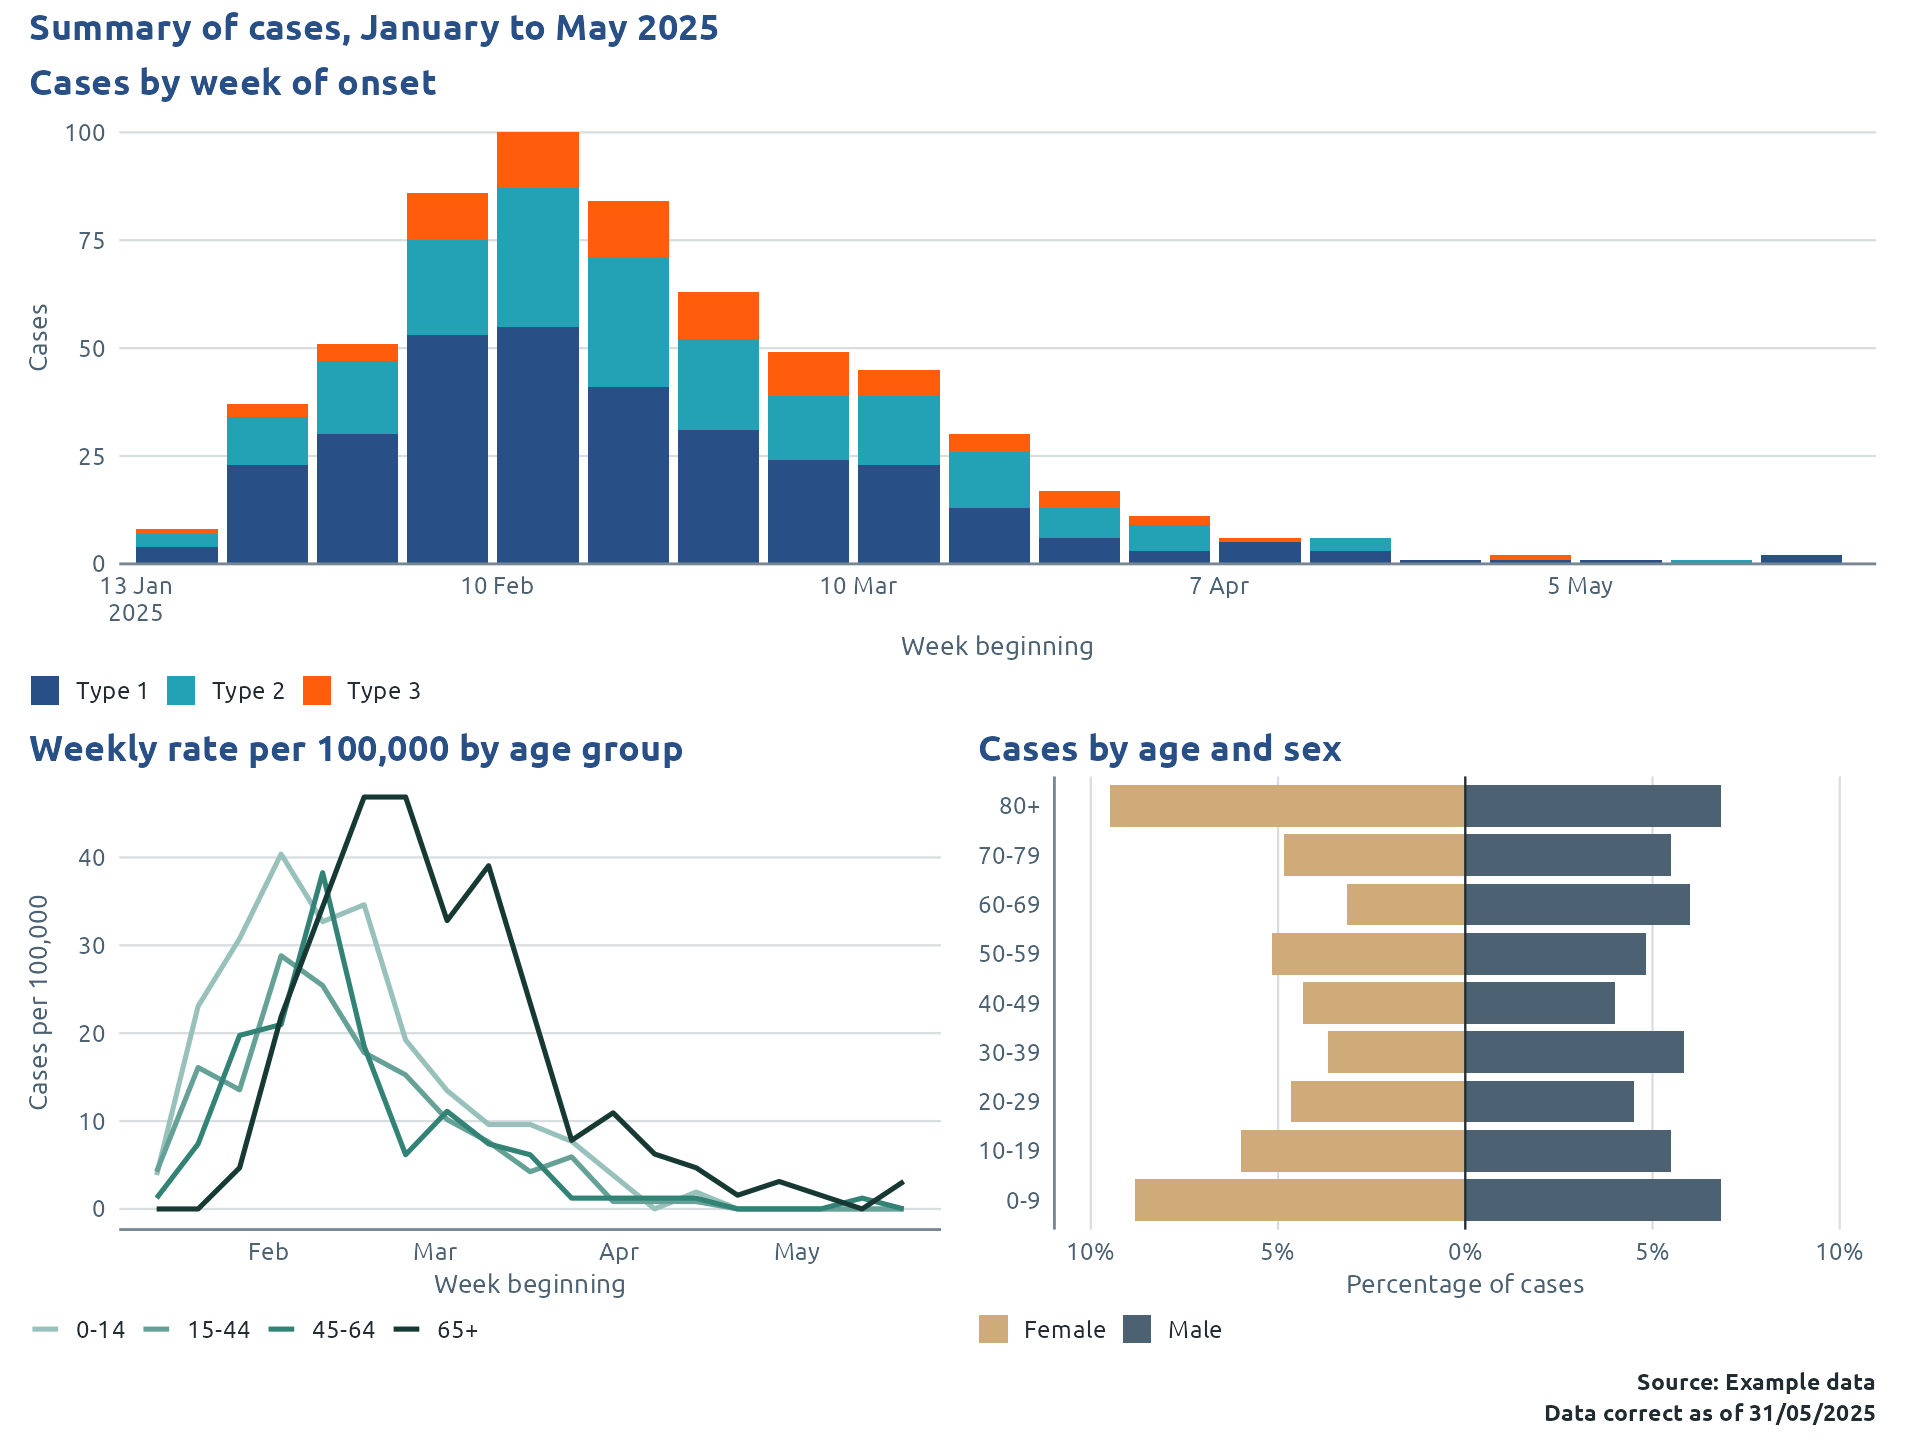 Summary of cases, January to May 2025
Cases by week of onset
100
75
50
25
0
Cases
13 Jan
2025
10 Feb
10 Mar
7 Apr
5 May
Week beginning
Type 1
Type 2
Type 3
Weekly rate per 100,000 by age group
40
30
20
10
0
Cases per 100,000
Feb
Mar
Apr
May
Week beginning
0-14
15-44
45-64
65+
Cases by age and sex
80+
70-79
60-69
50-59
40-49
30-39
20-29
10-19
0-9
10%
5%
0%
5%
10%
Percentage of cases
Female
Male
Source: Example data
Data correct as of 31/05/2025